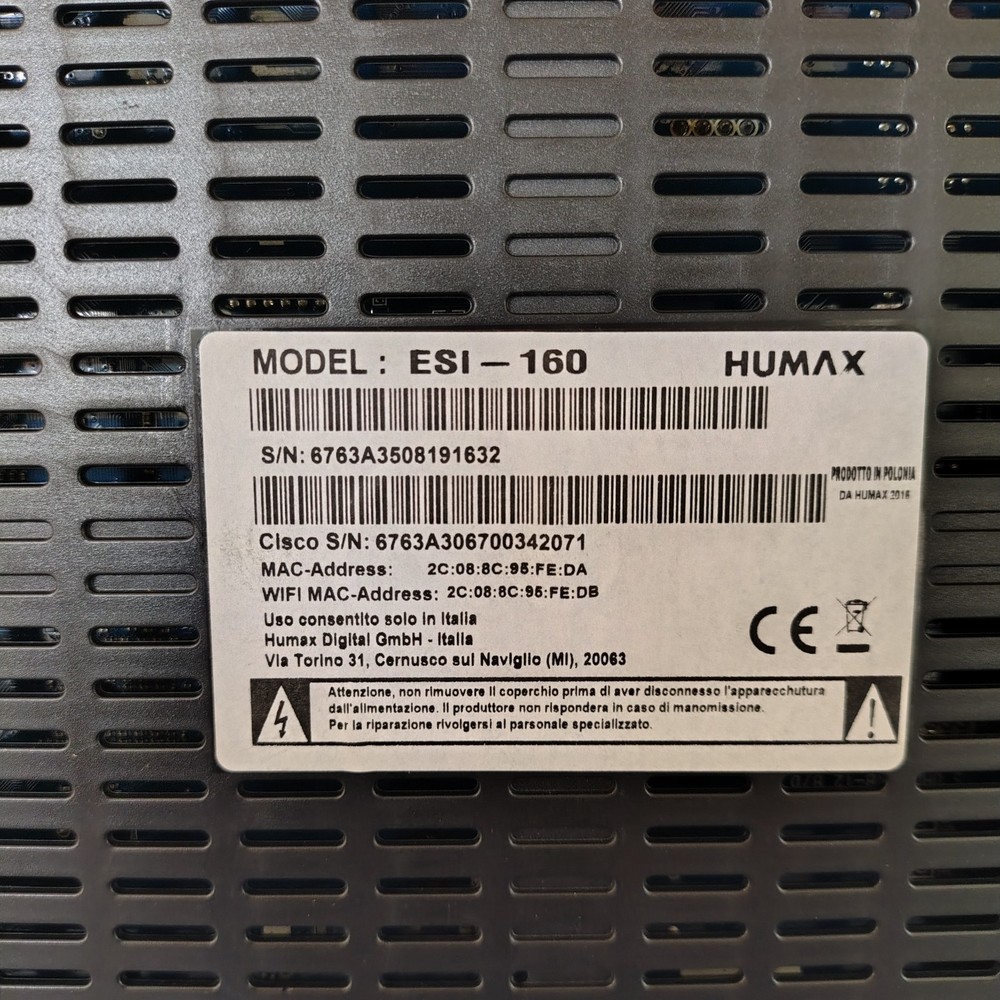 MODEL : ESI – 160 HUMAX
S/N: 6763A3508191632
PRODOTTO IN POLONIA
DA HUMAX 2016
Cisco S/N: 6763A306700342071
MAC-Address: 2C:08:8C:95:FE:DA
WIFI MAC-Address: 2C:08:8C:95:FE:DB
Uso consentito solo in Italia
Humax Digital GmbH - Italia
Via Torino 31, Cernusco sul Naviglio (MI), 20063
CE
Attenzione, non rimuovere il coperchio prima di aver disconnesso l'apparecchutura
dall'alimentazione. Il produttore non rispondera in caso di manomissione.
Per la riparazione rivolgersi al parsonale specializzato.